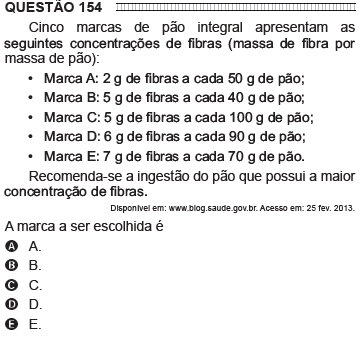 QUESTÃO 154
Cinco marcas de pão integral apresentam as
seguintes concentrações de fibras (massa de fibra por
massa de pão):
• Marca A: 2 g de fibras a cada 50 g de pão;
• Marca B: 5 g de fibras a cada 40 g de pão;
• Marca C: 5 g de fibras a cada 100 g de pão;
• Marca D: 6 g de fibras a cada 90 g de pão;
• Marca E: 7 g de fibras a cada 70 g de pão.
Recomenda-se a ingestão do pão que possui a maior
concentração de fibras.
Disponível em: www.blog.saude.gov.br. Acesso em: 25 fev. 2013.
A marca a ser escolhida é
A A.
B B.
C C.
D D.
E E.